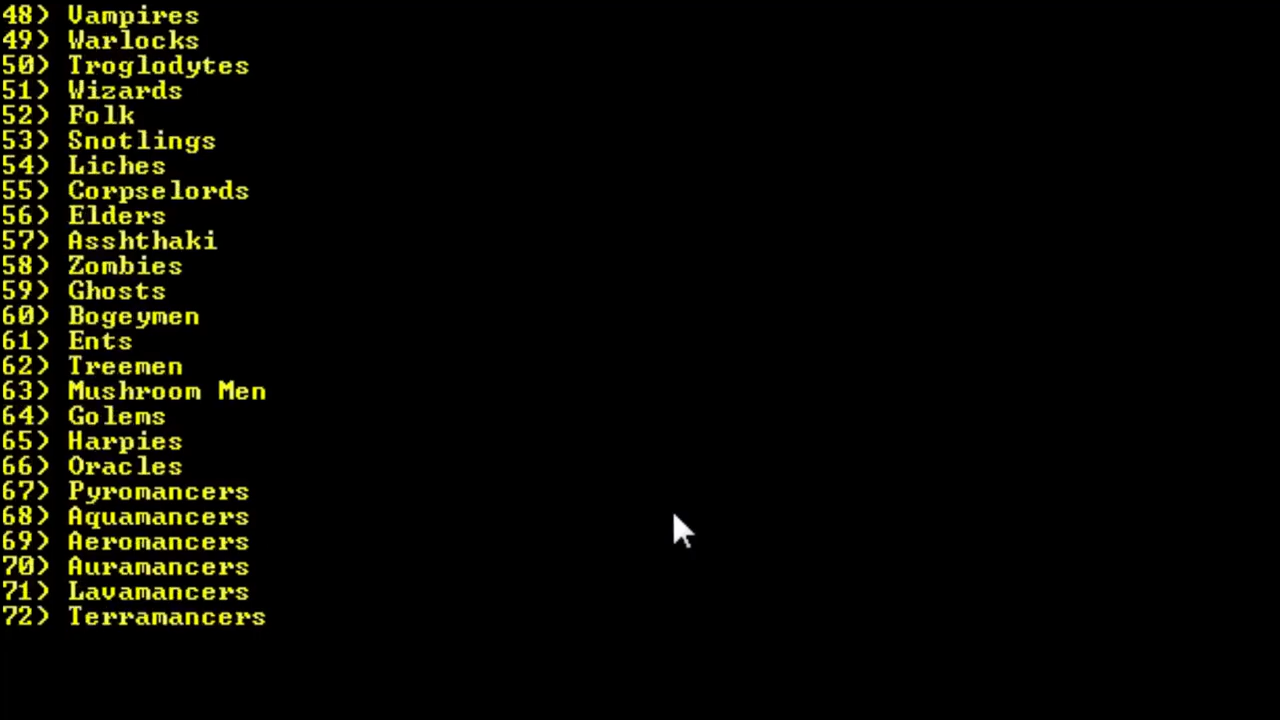 48> Vampires
49> Warlocks
50> Troglodytes
51> Wizards
52> Folk
53> Snotlings
54> Liches
55> Corpselords
56> Elders
57> Asshthaki
58> Zombies
59> Ghosts
60> Bogeymen
61> Ents
62> Treemen
63> Mushroom Men
64> Golems
65> Harpies
66> Oracles
67> Pyromancers
68> Aquamancers
69> Aeromancers
70> Auramancers
71> Lavamancers
72> Terramancers